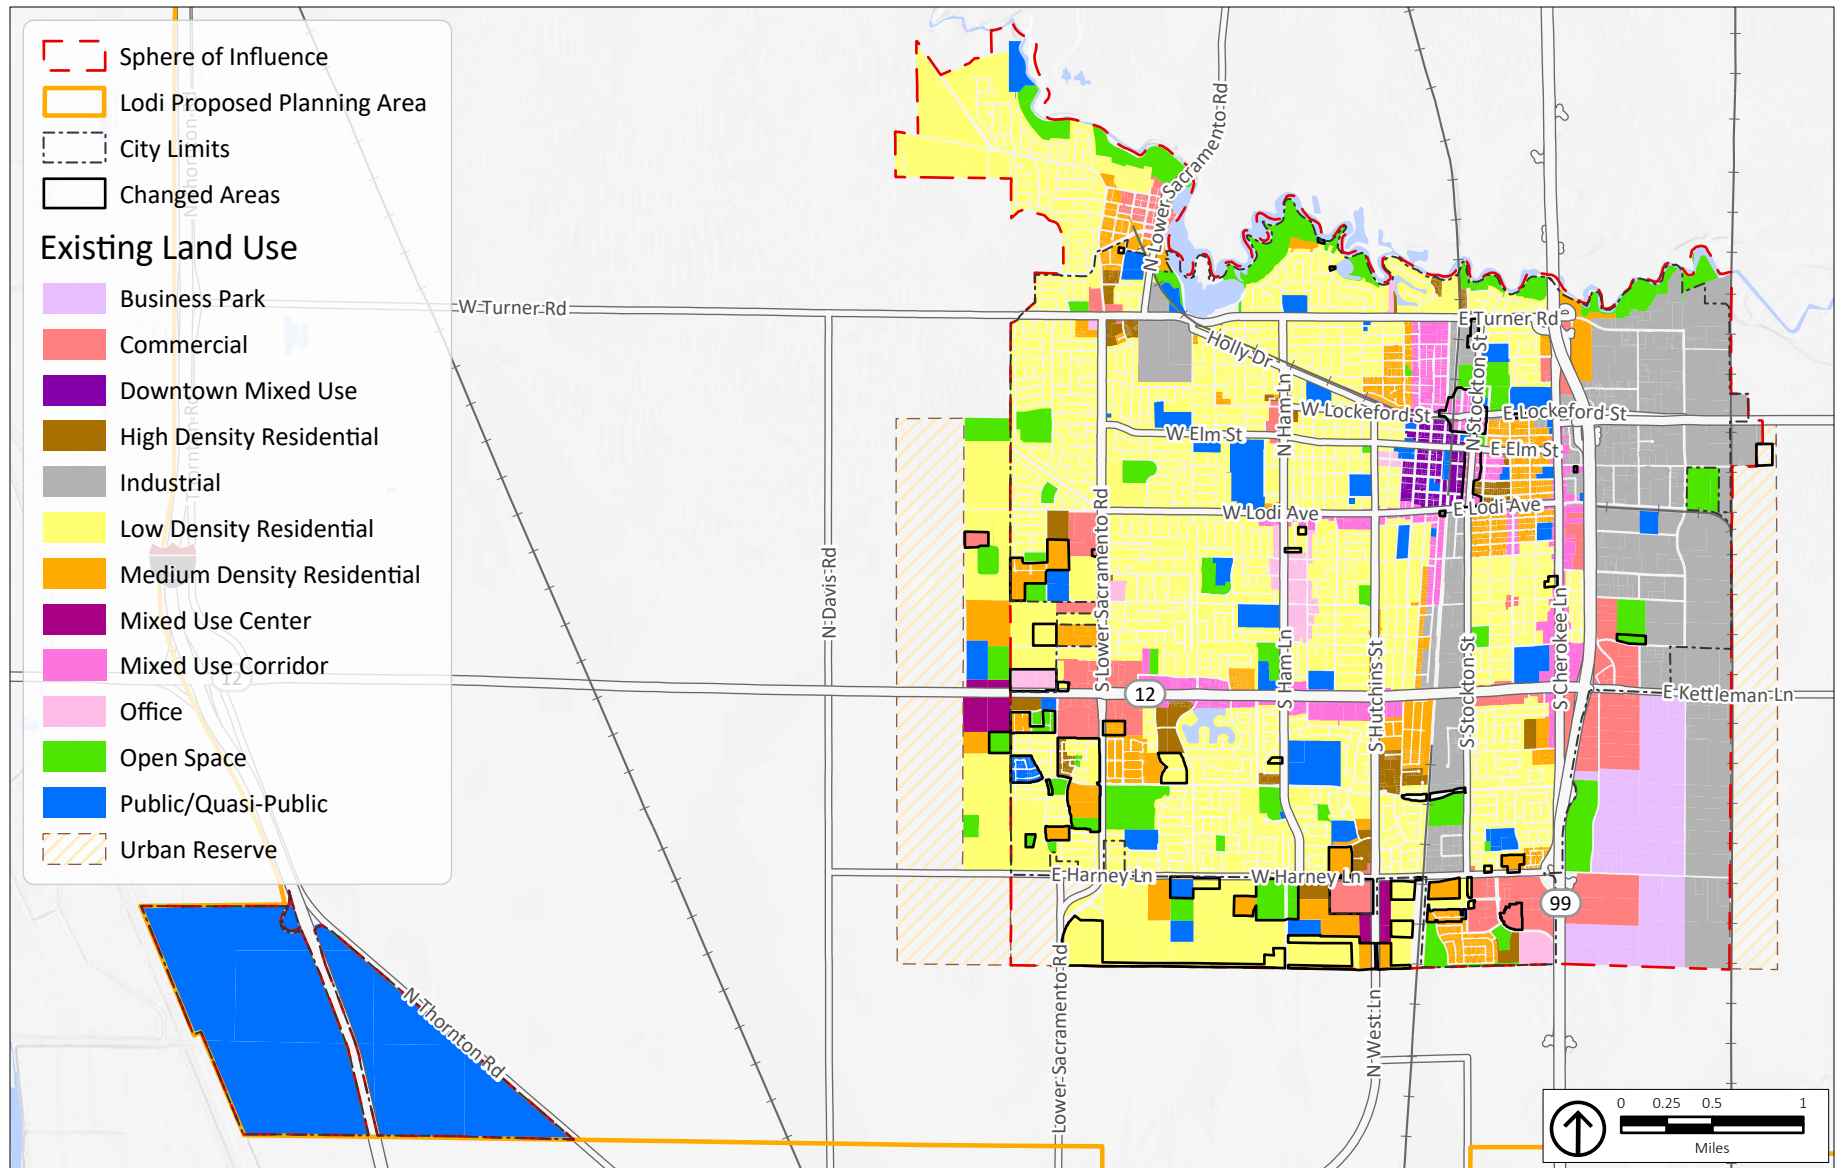 Sphere of Influence
Lodi Proposed Planning Area
City Limits
Changed Areas
Existing Land Use
Business Park
Commercial
Downtown Mixed Use
High Density Residential
Industrial
Low Density Residential
Medium Density Residential
Mixed Use Center
Mixed Use Corridor
Office
Open Space
Public/Quasi-Public
Urban Reserve
N Lower Sacramento Rd
W Turner Rd
E Turner Rd
Holly Dr
N Ham Ln
N Stockton St
W Lockeford St
E Lockeford St
W Elm St
E Elm St
W Lodi Ave
E Lodi Ave
N Davis Rd
S Lower Sacramento Rd
S Ham Ln
S Hutchins St
S Stockton St
S Cherokee Ln
12
12
E Kettleman Ln
E Harney Ln
W Harney Ln
99
N Thornton Rd
Lower Sacramento Rd
N West Ln
0 0.25 0.5 1
Miles